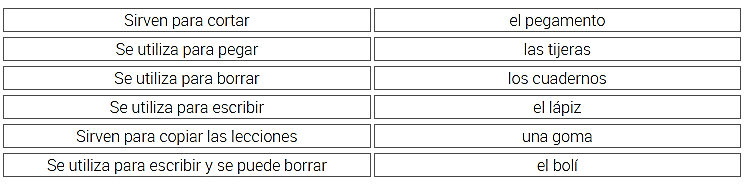 Sirven para cortar el pegamento
Se utiliza para pegar las tijeras
Se utiliza para borrar los cuadernos
Se utiliza para escribir el lápiz
Sirven para copiar las lecciones una goma
Se utiliza para escribir y se puede borrar el bolí